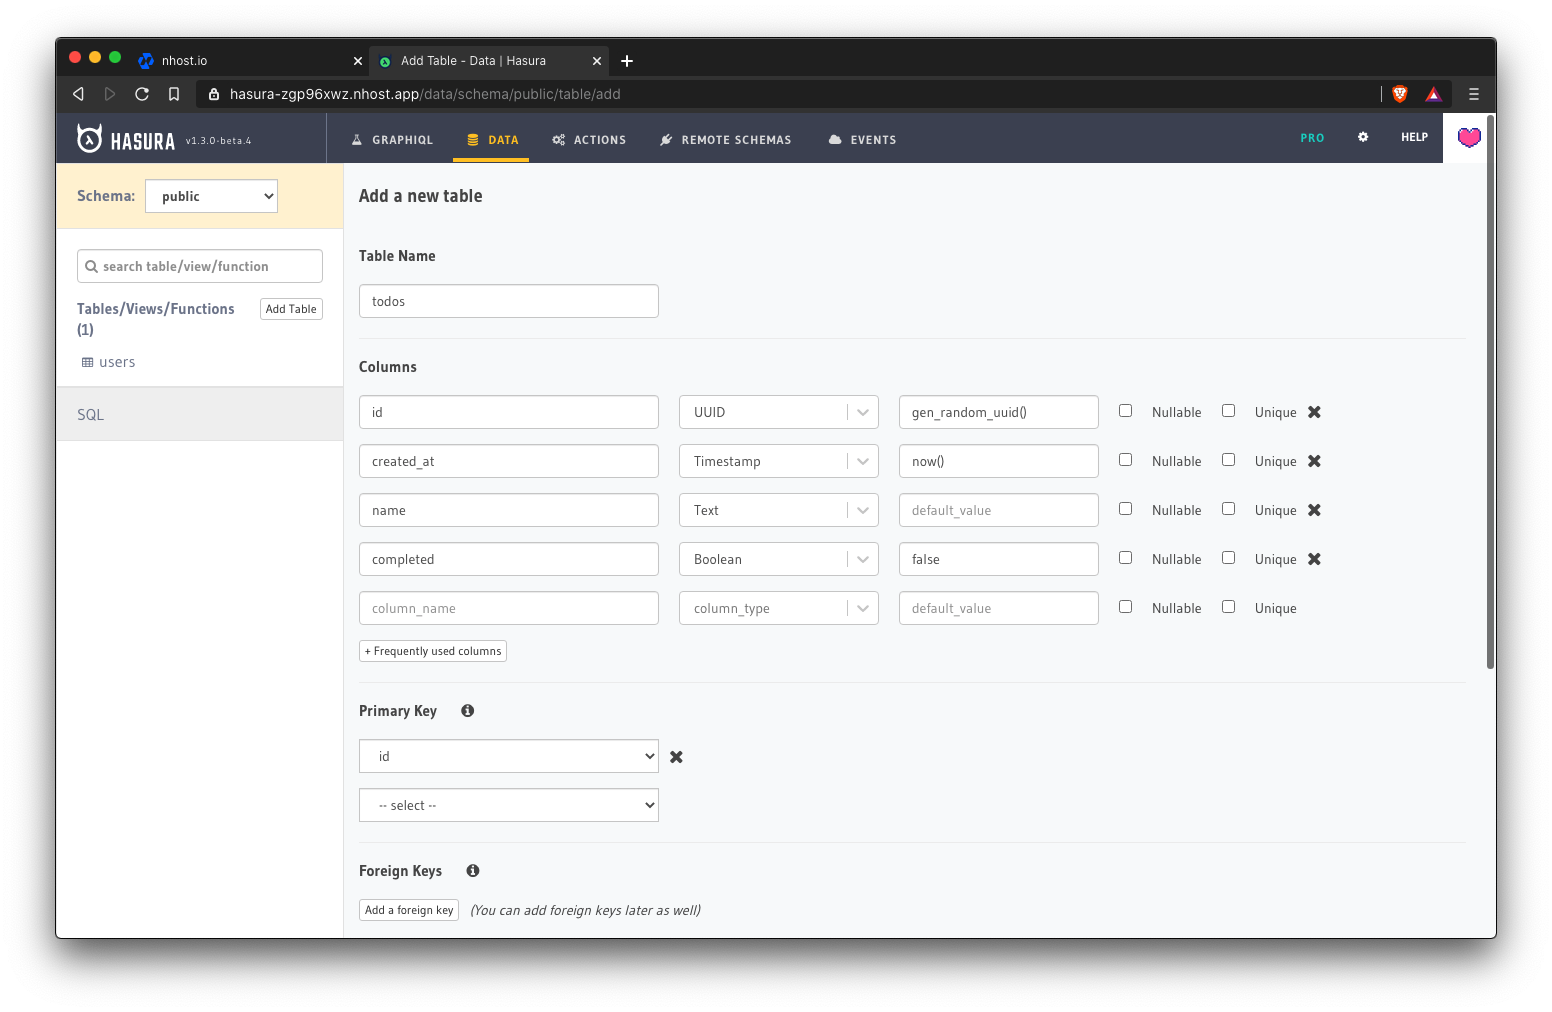 nhost.io
Add Table - Data | Hasura
hasura-zgp96xwz.nhost.app/data/schema/public/table/add
HASURA v1.3.0-beta.4 GRAPHIQL DATA ACTIONS REMOTE SCHEMAS EVENTS PRO HELP
Schema: public
search table/view/function
Tables/Views/Functions
(1)
Add Table
users
SQL
Add a new table
Table Name
todos
Columns
id UUID gen_random_uuid() Nullable Unique
created_at Timestamp now() Nullable Unique
name Text default_value Nullable Unique
completed Boolean false Nullable Unique
column_name column_type default_value Nullable Unique
+ Frequently used columns
Primary Key
id
-- select --
Foreign Keys
Add a foreign key (You can add foreign keys later as well)